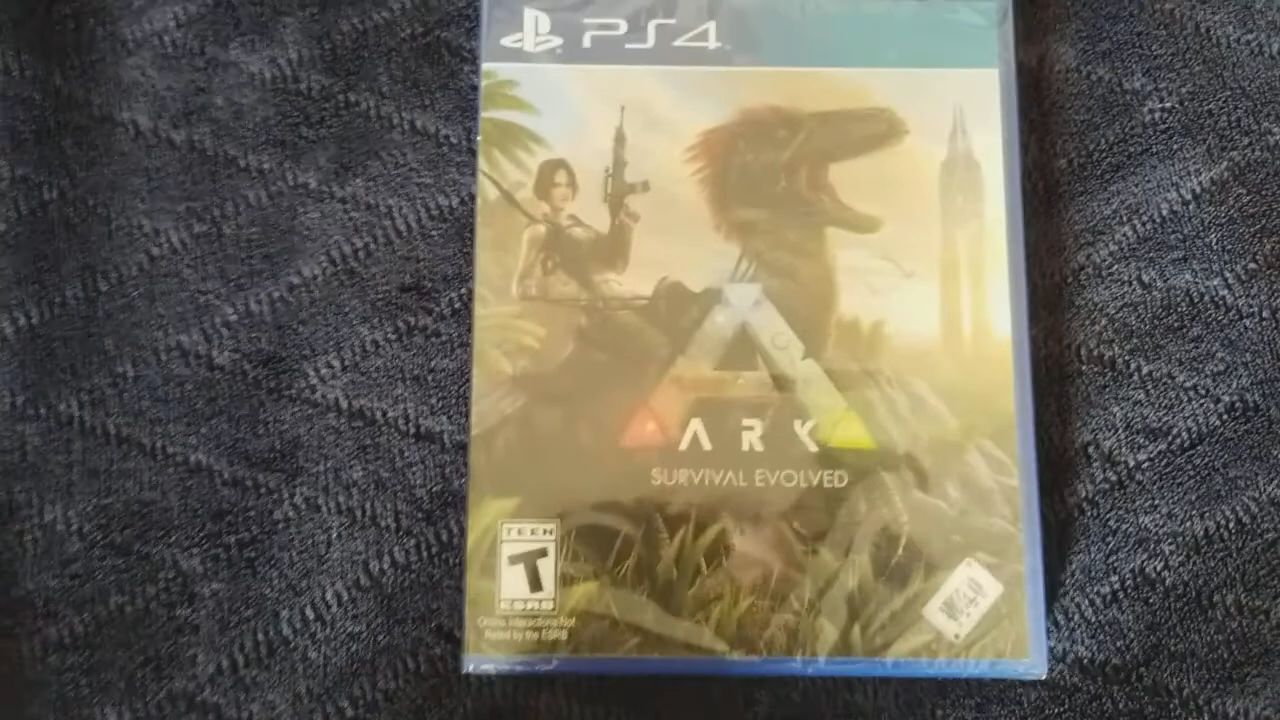 PS4
ARK
SURVIVAL EVOLVED
TEEN
T
ESRB
Online Interactions Not
Rated by the ESRB